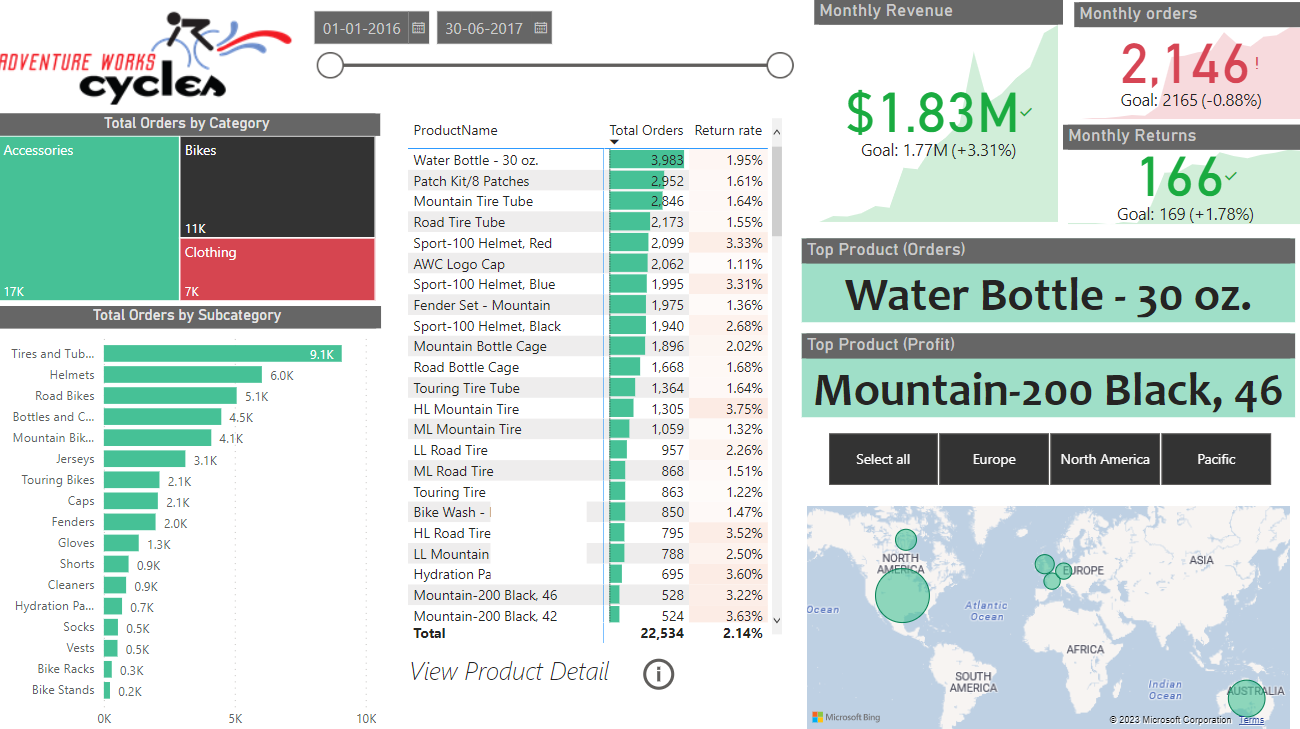 ADVENTURE WORKS
cycles
01-01-2016
30-06-2017
Total Orders by Category
Accessories
17K
Bikes
11K
Clothing
7K
Total Orders by Subcategory
Tires and Tub... 9.1K
Helmets 6.0K
Road Bikes 5.1K
Bottles and C... 4.5K
Mountain Bik... 4.1K
Jerseys 3.1K
Touring Bikes 2.1K
Caps 2.1K
Fenders 2.0K
Gloves 1.3K
Shorts 0.9K
Cleaners 0.9K
Hydration Pa... 0.7K
Socks 0.5K
Vests 0.5K
Bike Racks 0.3K
Bike Stands 0.2K
0K 5K 10K
ProductName Total Orders Return rate
Water Bottle - 30 oz. 3,983 1.95%
Patch Kit/8 Patches 2,952 1.61%
Mountain Tire Tube 2,846 1.64%
Road Tire Tube 2,173 1.55%
Sport-100 Helmet, Red 2,099 3.33%
AWC Logo Cap 2,062 1.11%
Sport-100 Helmet, Blue 1,995 3.31%
Fender Set - Mountain 1,975 1.36%
Sport-100 Helmet, Black 1,940 2.68%
Mountain Bottle Cage 1,896 2.02%
Road Bottle Cage 1,668 1.68%
Touring Tire Tube 1,364 1.64%
HL Mountain Tire 1,305 3.75%
ML Mountain Tire 1,059 1.32%
LL Road Tire 957 2.26%
ML Road Tire 868 1.51%
Touring Tire 863 1.22%
Bike Wash - 850 1.47%
HL Road Tire 795 3.52%
LL Mountain 788 2.50%
Hydration Pa 695 3.60%
Mountain-200 Black, 46 528 3.22%
Mountain-200 Black, 42 524 3.63%
Total 22,534 2.14%
View Product Detail
Monthly Revenue
$1.83M
Goal: 1.77M (+3.31%)
Monthly orders
2,146!
Goal: 2165 (-0.88%)
Monthly Returns
166
Goal: 169 (+1.78%)
Top Product (Orders)
Water Bottle - 30 oz.
Top Product (Profit)
Mountain-200 Black, 46
Select all
Europe
North America
Pacific
NORTH
AMERICA
EUROPE
ASIA
Ocean
Atlantic
Ocean
AFRICA
SOUTH
AMERICA
Indian
Ocean
AUSTRALIA
Microsoft Bing
© 2023 Microsoft Corporation Terms